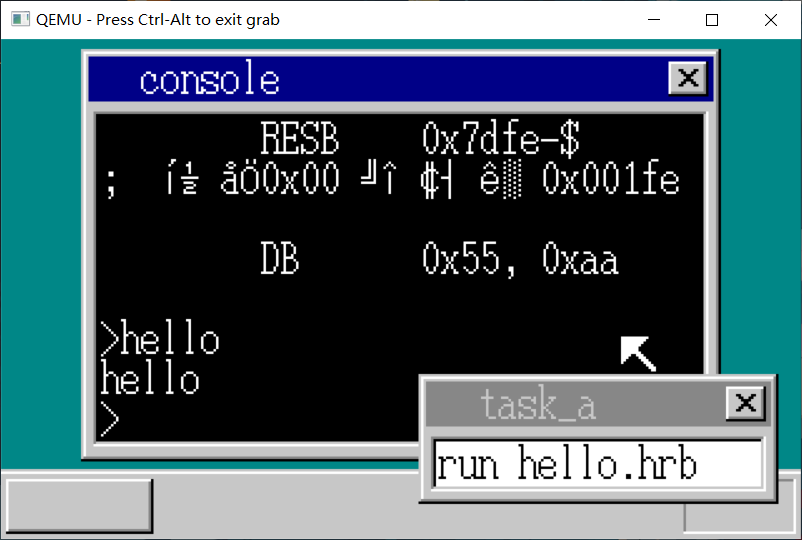 QEMU - Press Ctrl-Alt to exit grab
console
RESB 0x7dfe-$
; í½ åÖ0x00 ╝î ¢┤ ê▒ 0x001fe
DB 0x55, 0xaa
>hello
hello
>
task_a
run hello.hrb